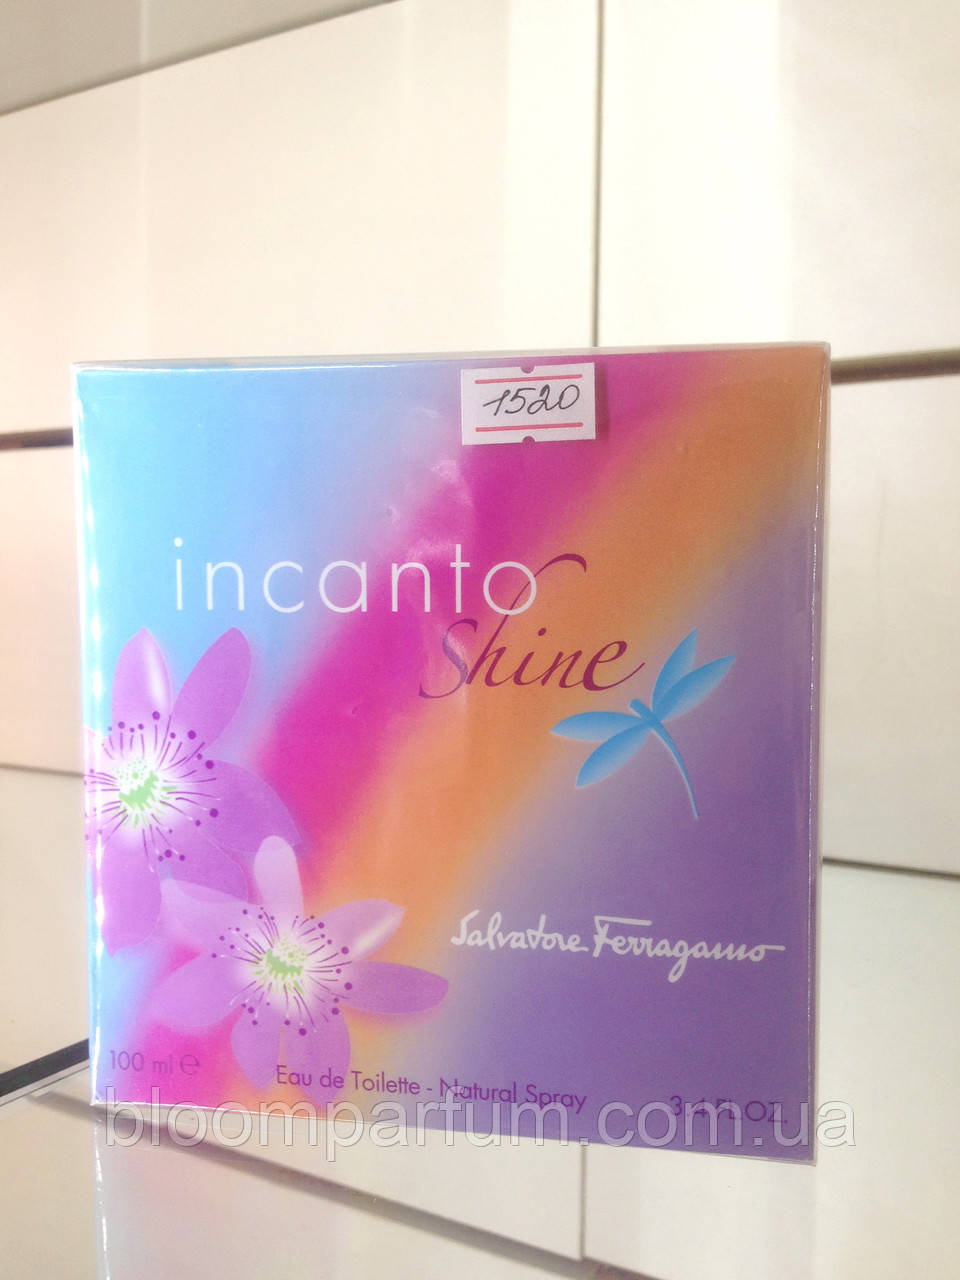 1520
incanto
Shine
Salvatore Ferragamo
100 ml e
Eau de Toilette - Natural Spray
3.4 FL.OZ.
bloomparfum.com.ua